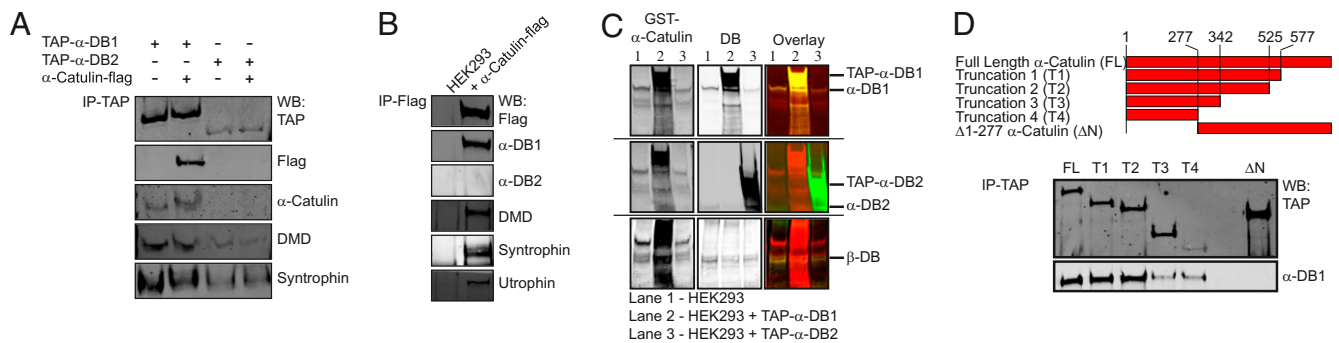 A
TAP-α-DB1 + + - -
TAP-α-DB2 - - + +
α-Catulin-flag - + - +
IP-TAP
WB:
TAP
Flag
α-Catulin
DMD
Syntrophin
B
HEK293
+ α-Catulin-flag
IP-Flag
WB:
Flag
α-DB1
α-DB2
DMD
Syntrophin
Utrophin
C
GST-
α-Catulin DB Overlay
1 2 3 1 2 3 1 2 3
TAP-α-DB1
α-DB1
TAP-α-DB2
α-DB2
β-DB
Lane 1 - HEK293
Lane 2 - HEK293 + TAP-α-DB1
Lane 3 - HEK293 + TAP-α-DB2
D
1 277 342 525 577
Full Length α-Catulin (FL)
Truncation 1 (T1)
Truncation 2 (T2)
Truncation 3 (T3)
Truncation 4 (T4)
Δ1-277 α-Catulin (ΔN)
FL T1 T2 T3 T4 ΔN
IP-TAP
WB:
TAP
α-DB1